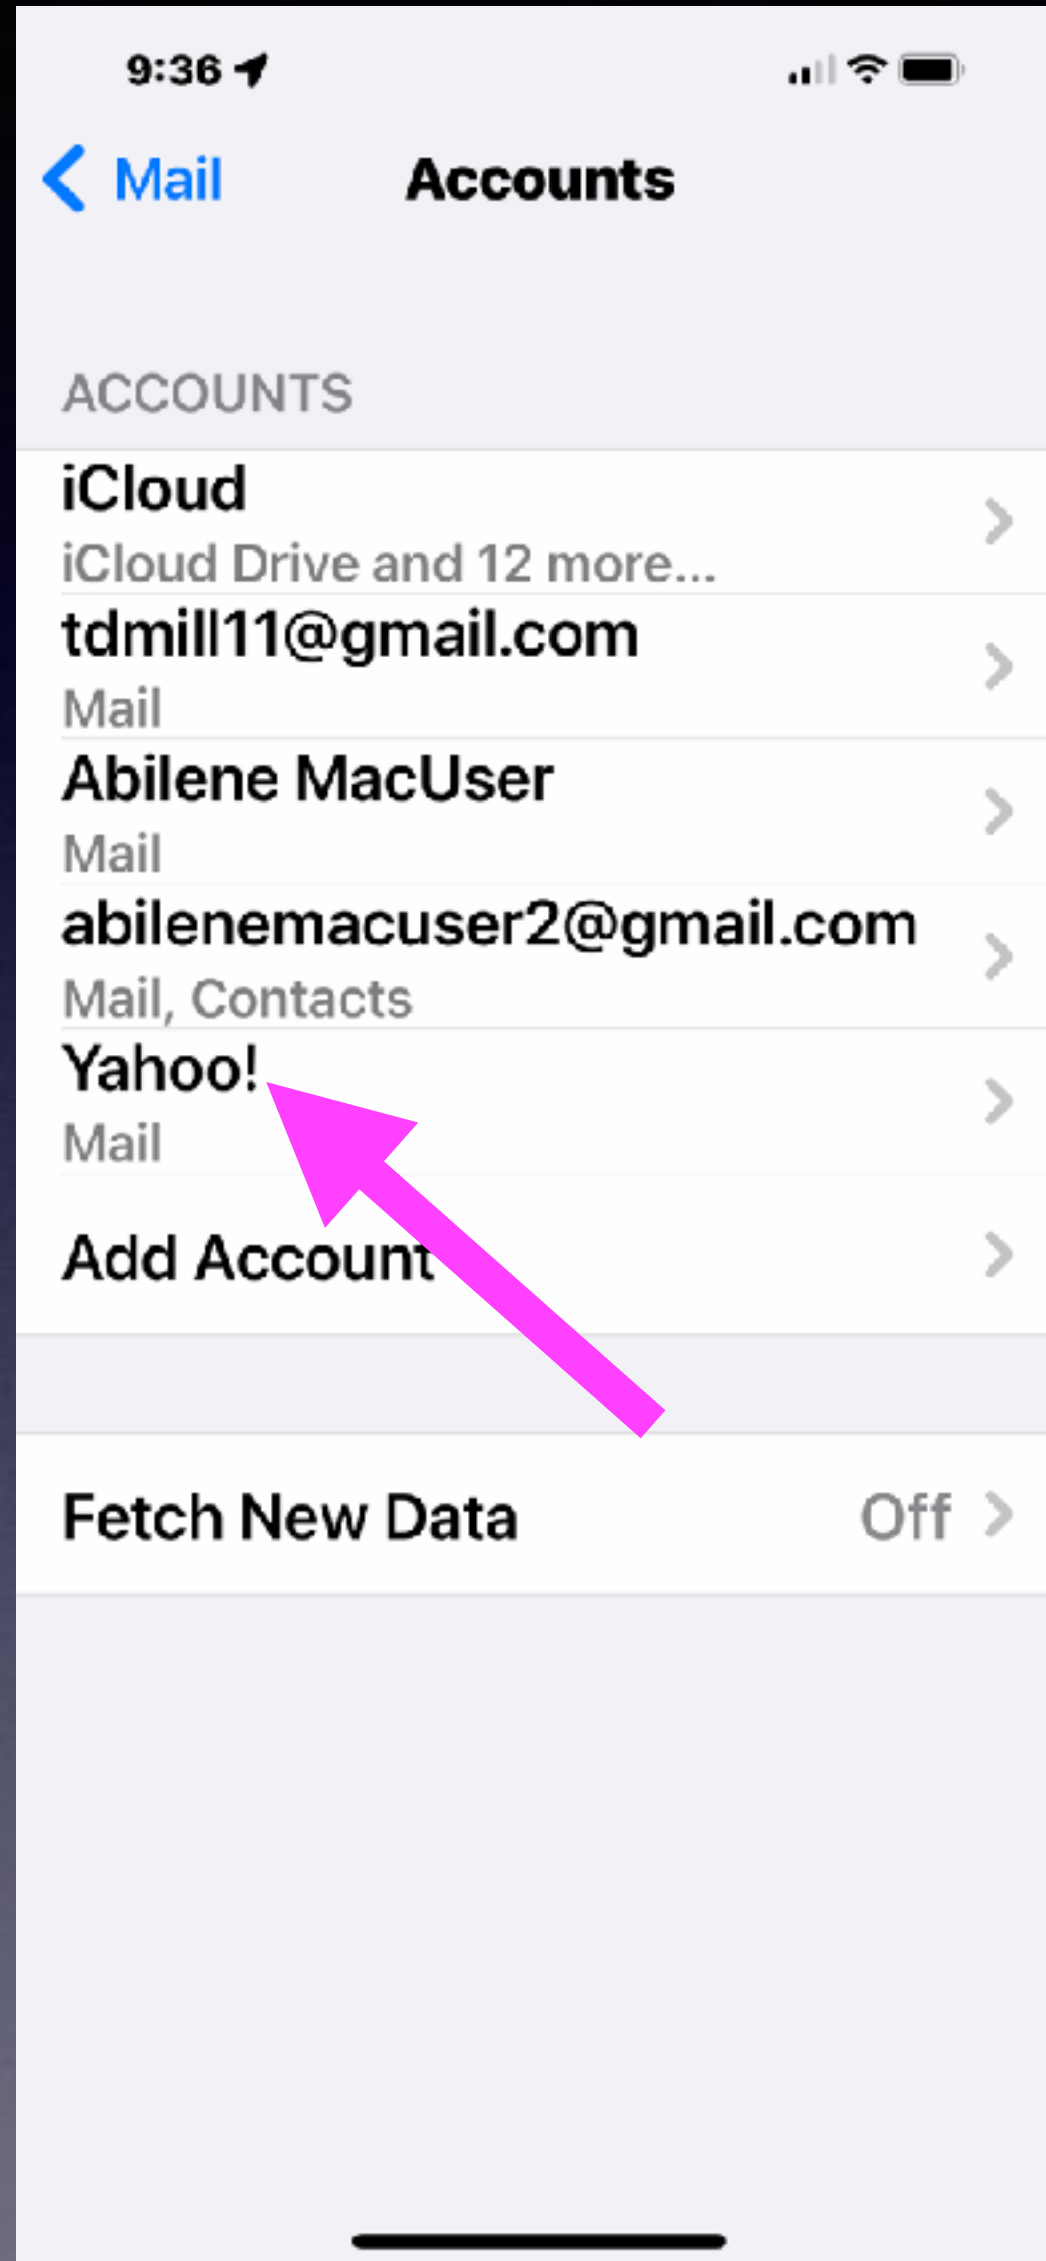 9:36
Mail Accounts
ACCOUNTS
iCloud
iCloud Drive and 12 more...
tdmill11@gmail.com
Mail
Abilene MacUser
Mail
abilenemacuser2@gmail.com
Mail, Contacts
Yahoo!
Mail
Add Account
Fetch New Data Off